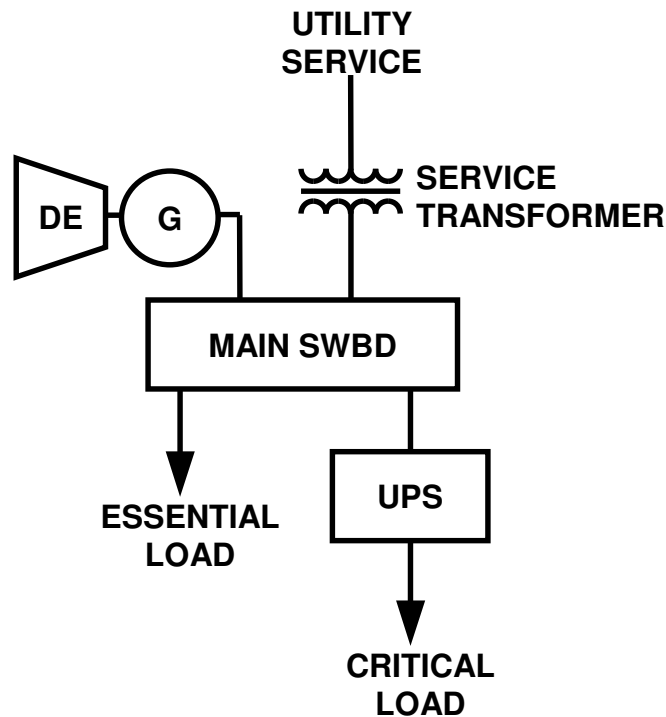 UTILITY
SERVICE
DE
G
SERVICE
TRANSFORMER
MAIN SWBD
UPS
ESSENTIAL
LOAD
CRITICAL
LOAD